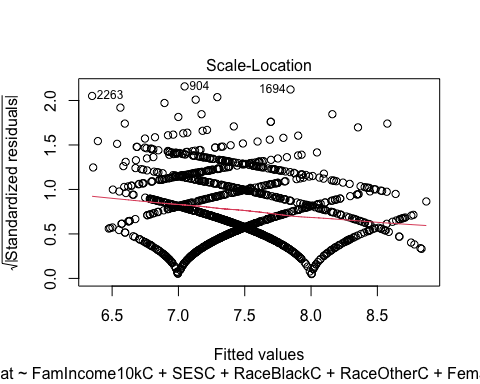 Scale-Location
√|Standardized residuals|
2.0
1.5
1.0
0.5
0.0
2263
904
1694
6.5 7.0 7.5 8.0 8.5
Fitted values
at ~ FamIncome10kC + SESC + RaceBlackC + RaceOtherC + Fem